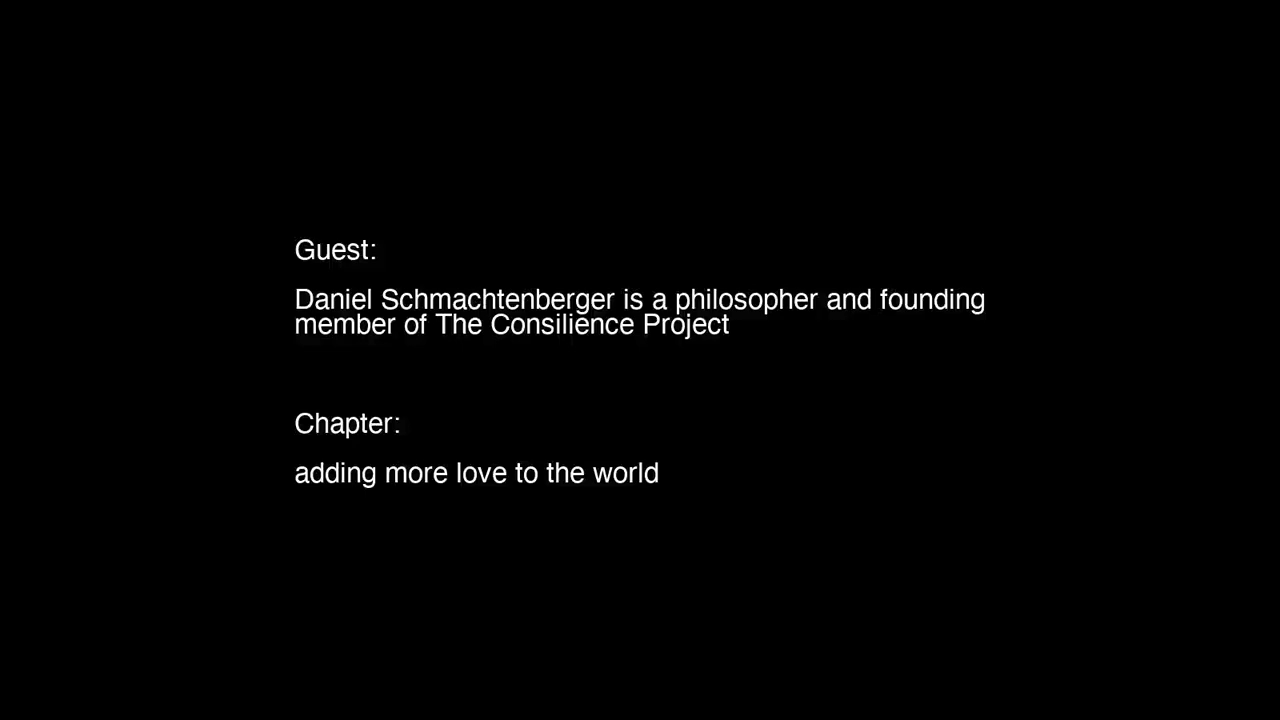 Guest:
Daniel Schmachtenberger is a philosopher and founding
member of The Consilience Project
Chapter:
adding more love to the world